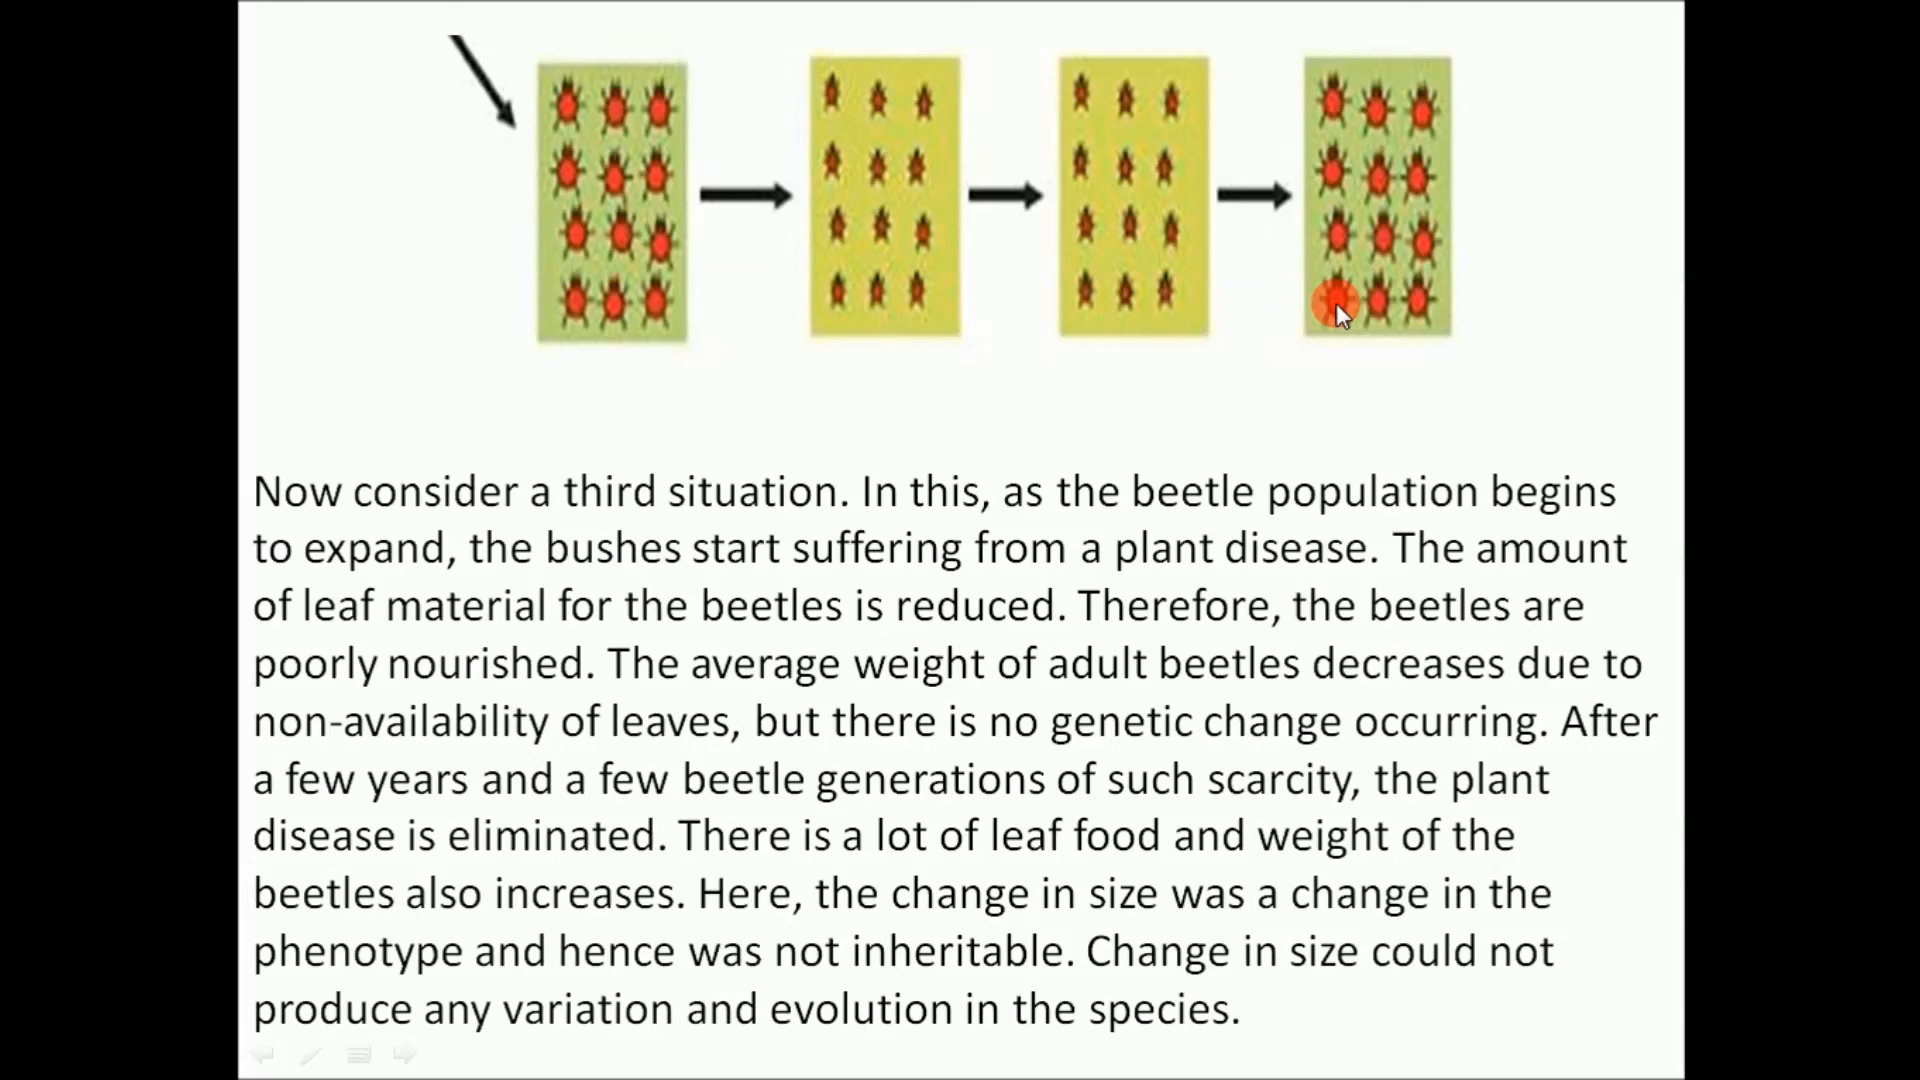 Now consider a third situation. In this, as the beetle population begins
to expand, the bushes start suffering from a plant disease. The amount
of leaf material for the beetles is reduced. Therefore, the beetles are
poorly nourished. The average weight of adult beetles decreases due to
non-availability of leaves, but there is no genetic change occurring. After
a few years and a few beetle generations of such scarcity, the plant
disease is eliminated. There is a lot of leaf food and weight of the
beetles also increases. Here, the change in size was a change in the
phenotype and hence was not inheritable. Change in size could not
produce any variation and evolution in the species.